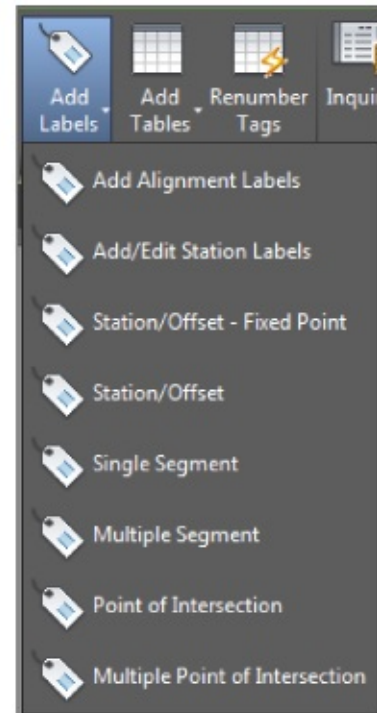 Add Labels
Add Tables
Renumber Tags
Add Alignment Labels
Add/Edit Station Labels
Station/Offset - Fixed Point
Station/Offset
Single Segment
Multiple Segment
Point of Intersection
Multiple Point of Intersection